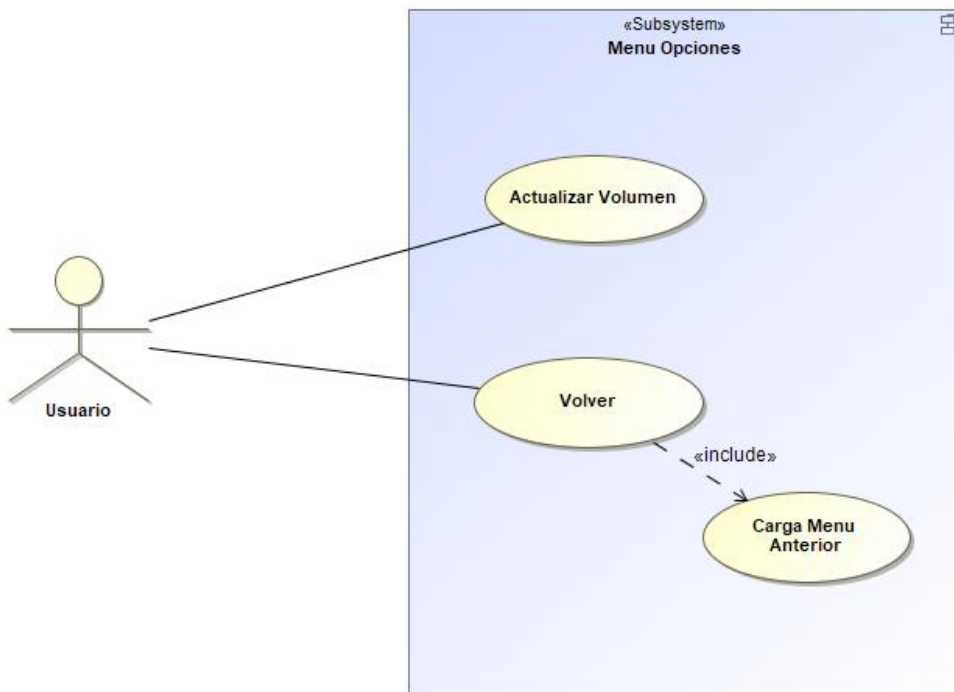 «Subsystem»
Menu Opciones
Actualizar Volumen
Usuario
Volver
«include»
Carga Menu
Anterior